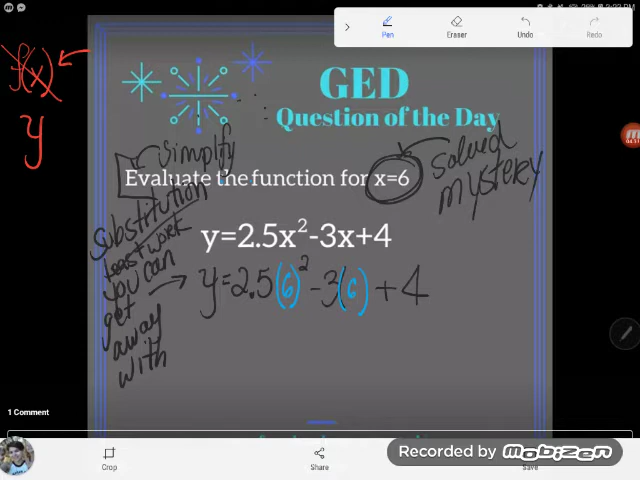 Pen
Eraser
Undo
Redo
f(x)
y
GED
Question of the Day
simplify
solved
mystery
Evaluate the function for x=6
substitution
least work
you can
get
away
with
y=2.5x²-3x+4
y=2.5(6)²-3(6)+4
1 Comment
Crop
Share
Save
Recorded by
mobizen